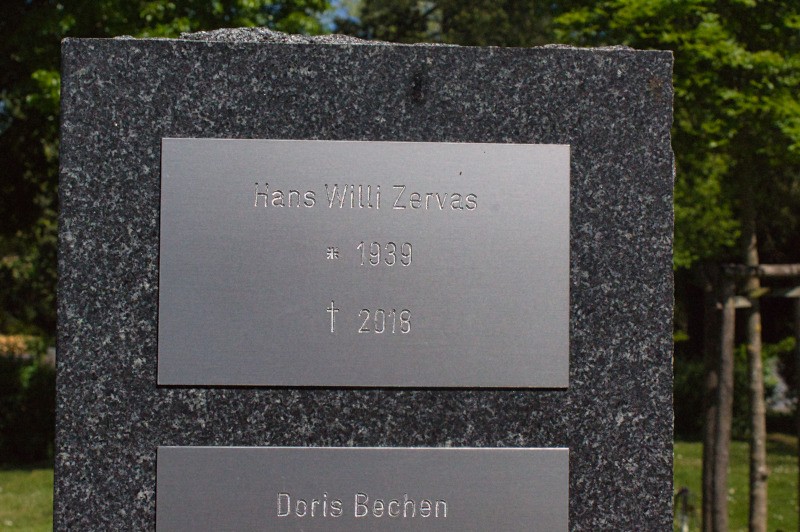 Hans Willi Zervas
* 1939
† 2018
Doris Bechen